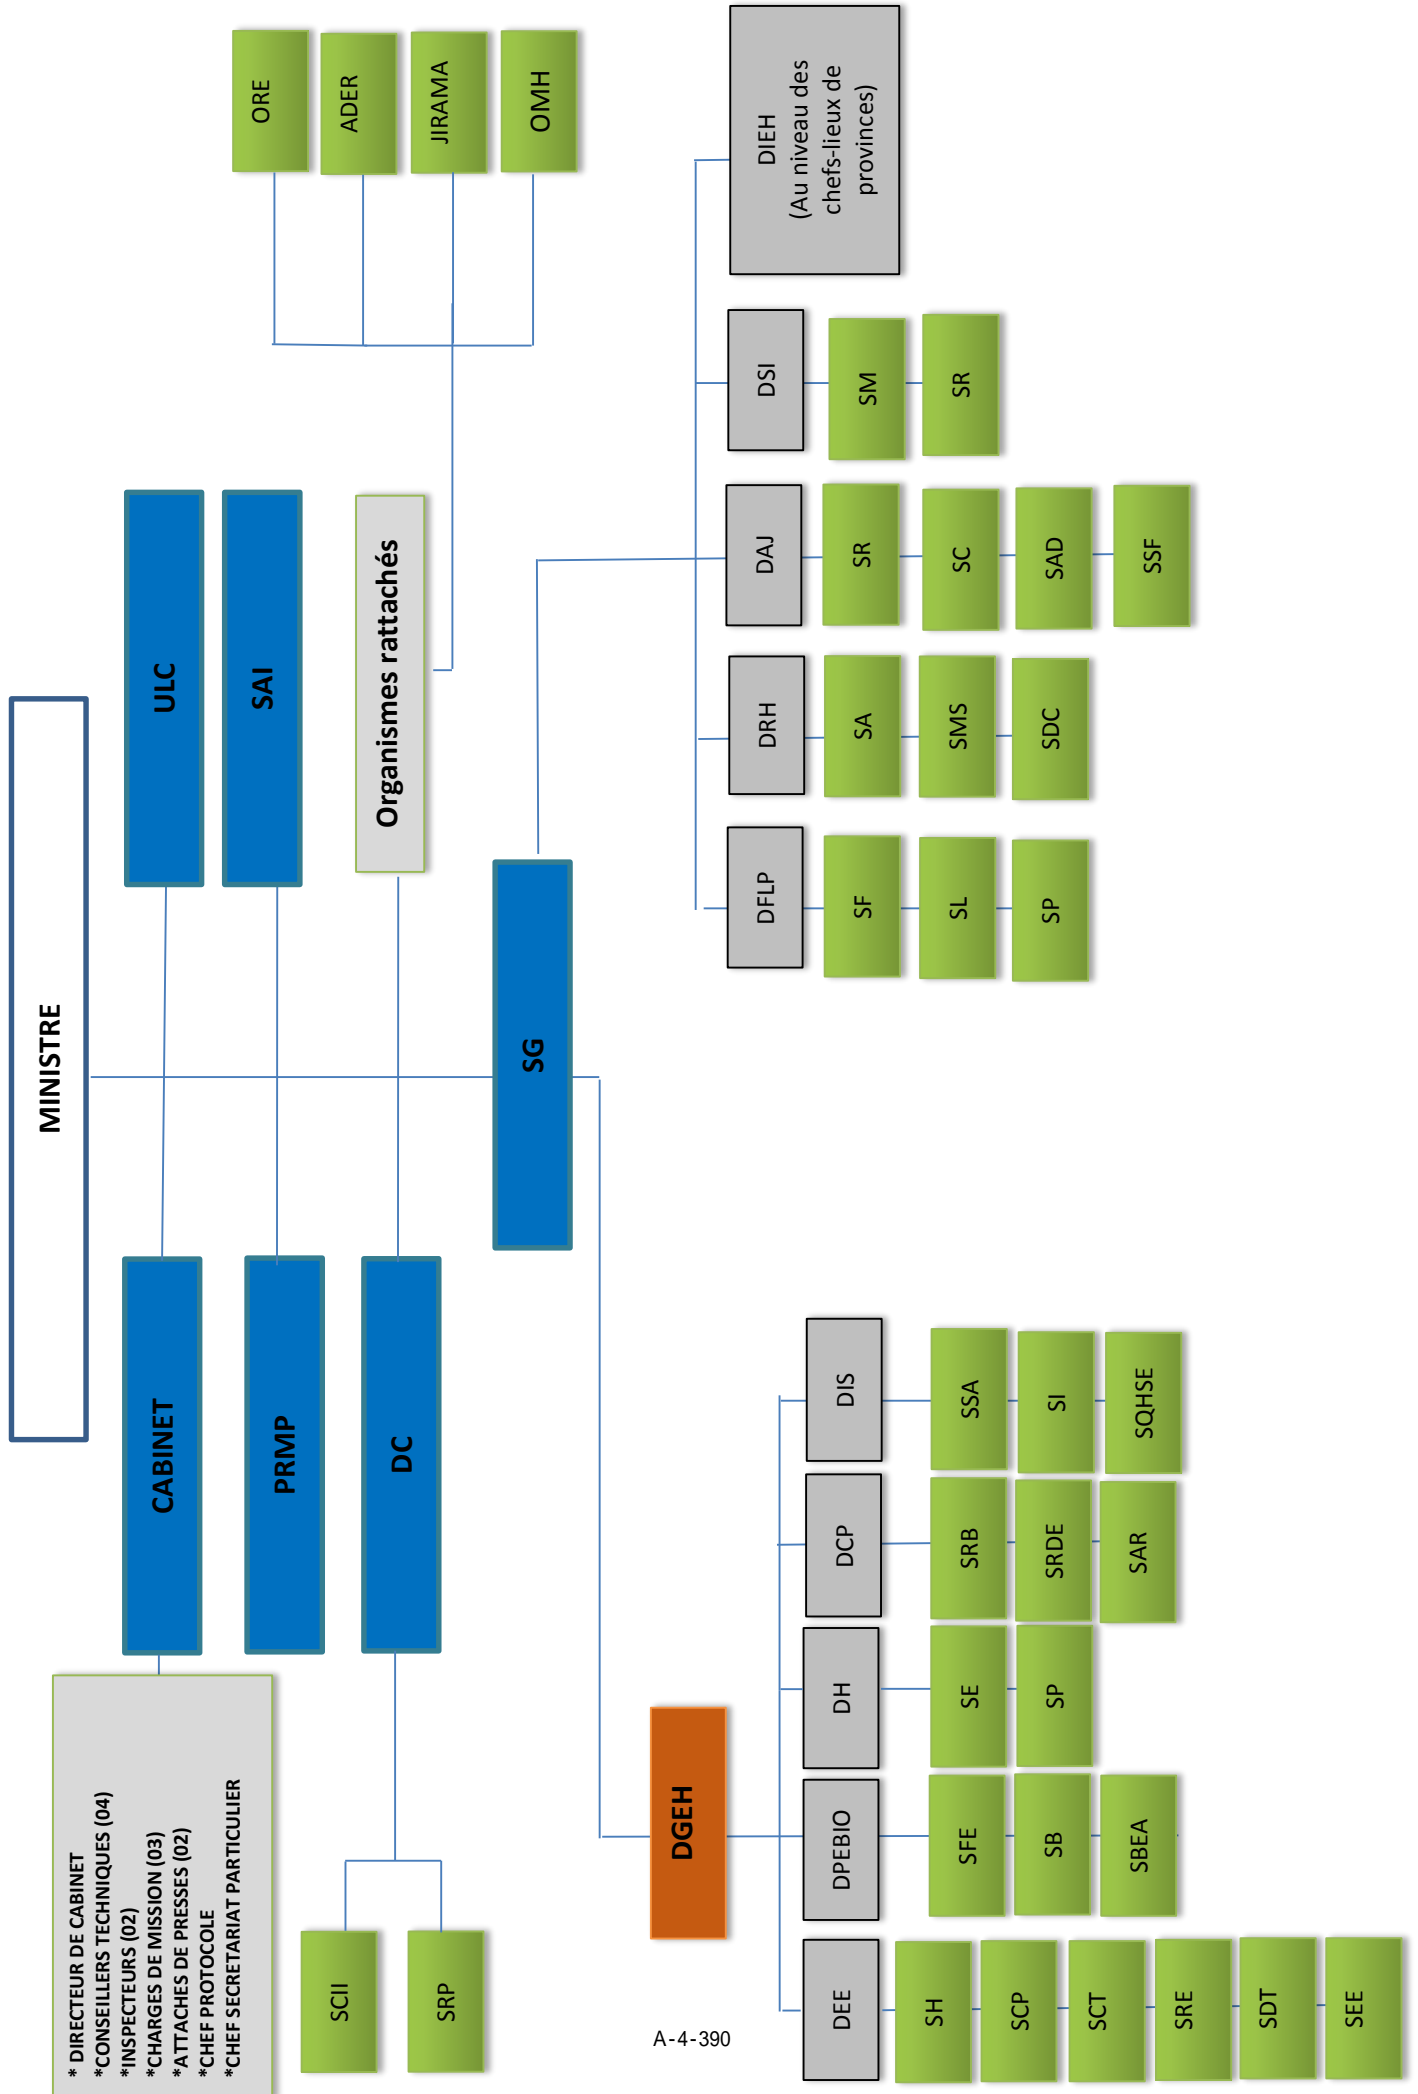 MINISTRE
* DIRECTEUR DE CABINET
*CONSEILLERS TECHNIQUES (04)
*INSPECTEURS (02)
*CHARGES DE MISSION (03)
*ATTACHES DE PRESSES (02)
*CHEF PROTOCOLE
*CHEF SECRETARIAT PARTICULIER
CABINET
ULC
PRMP
SAI
DC
Organismes rattachés
ORE
ADER
JIRAMA
OMH
SCII
SRP
SG
DGEH
DEE
SH
SCP
SCT
SRE
SDT
SEE
DPEBIO
SFE
SB
SBEA
DH
SE
SP
DCP
SRB
SRDE
SAR
DIS
SSA
SI
SQHSE
DFLP
SF
SL
SP
DRH
SA
SMS
SDC
DAJ
SR
SC
SAD
SSF
DSI
SM
SR
DIEH
(Au niveau des
chefs-lieux de
provinces)
A-4-390